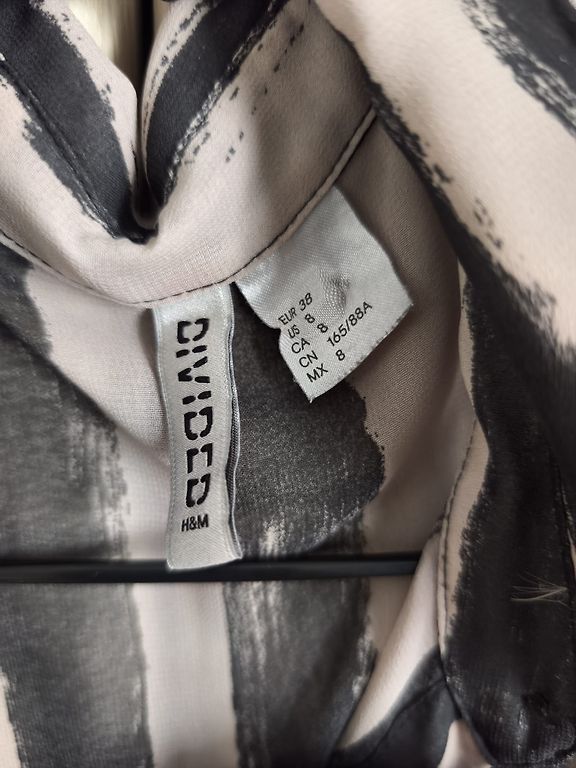 DIVIDED
H&M
EUR 38
US 8
CA 8
CN 165/88A
MX 8